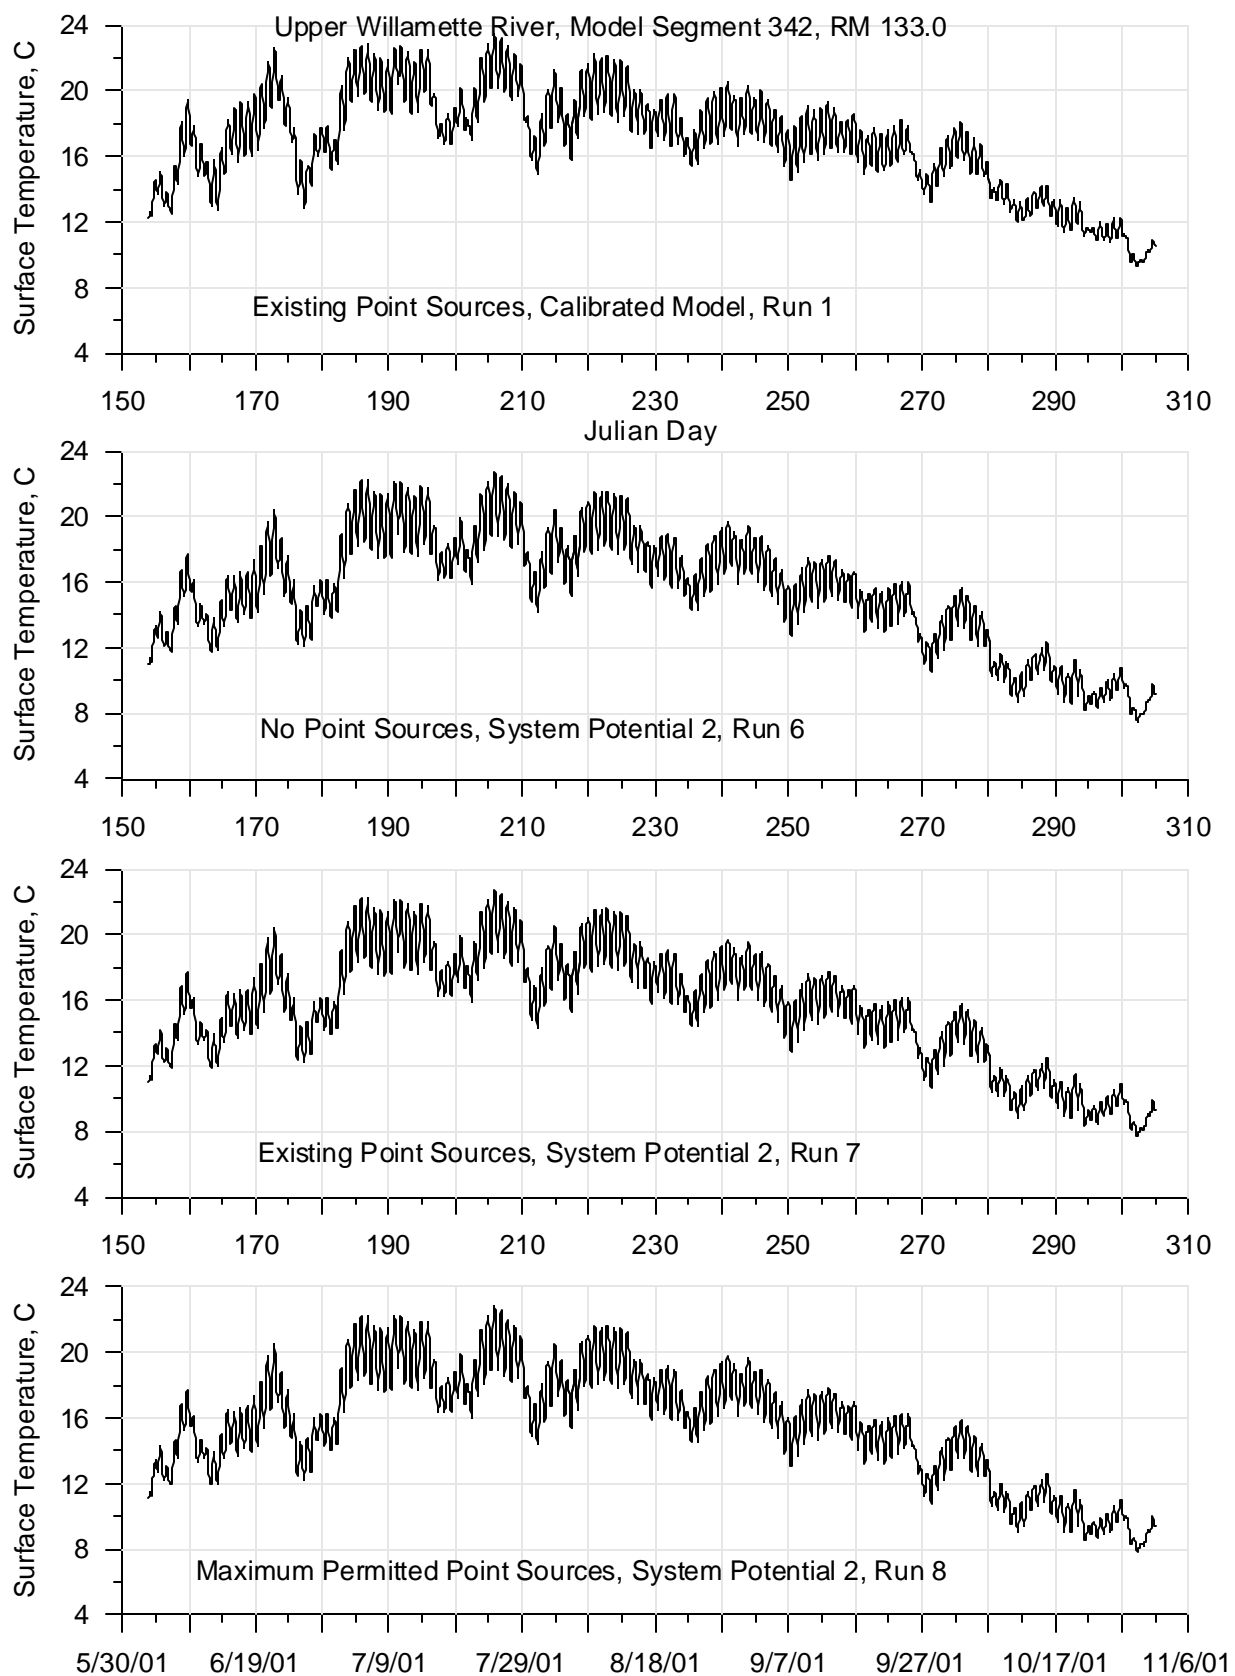 Upper Willamette River, Model Segment 342, RM 133.0
24
20
16
12
8
4
Surface Temperature, C
Existing Point Sources, Calibrated Model, Run 1
150 170 190 210 230 250 270 290 310
Julian Day
24
20
16
12
8
4
Surface Temperature, C
No Point Sources, System Potential 2, Run 6
150 170 190 210 230 250 270 290 310
24
20
16
12
8
4
Surface Temperature, C
Existing Point Sources, System Potential 2, Run 7
150 170 190 210 230 250 270 290 310
24
20
16
12
8
4
Surface Temperature, C
Maximum Permitted Point Sources, System Potential 2, Run 8
5/30/01 6/19/01 7/9/01 7/29/01 8/18/01 9/7/01 9/27/01 10/17/01 11/6/01